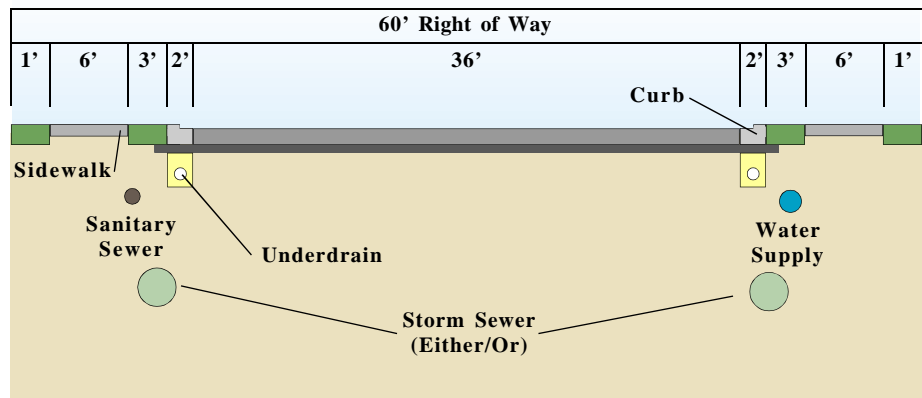 60’ Right of Way
1’ 6’ 3’ 2’ 36’ 2’ 3’ 6’ 1’
Curb
Sidewalk
Sanitary
Sewer
Water
Supply
Underdrain
Storm Sewer
(Either/Or)